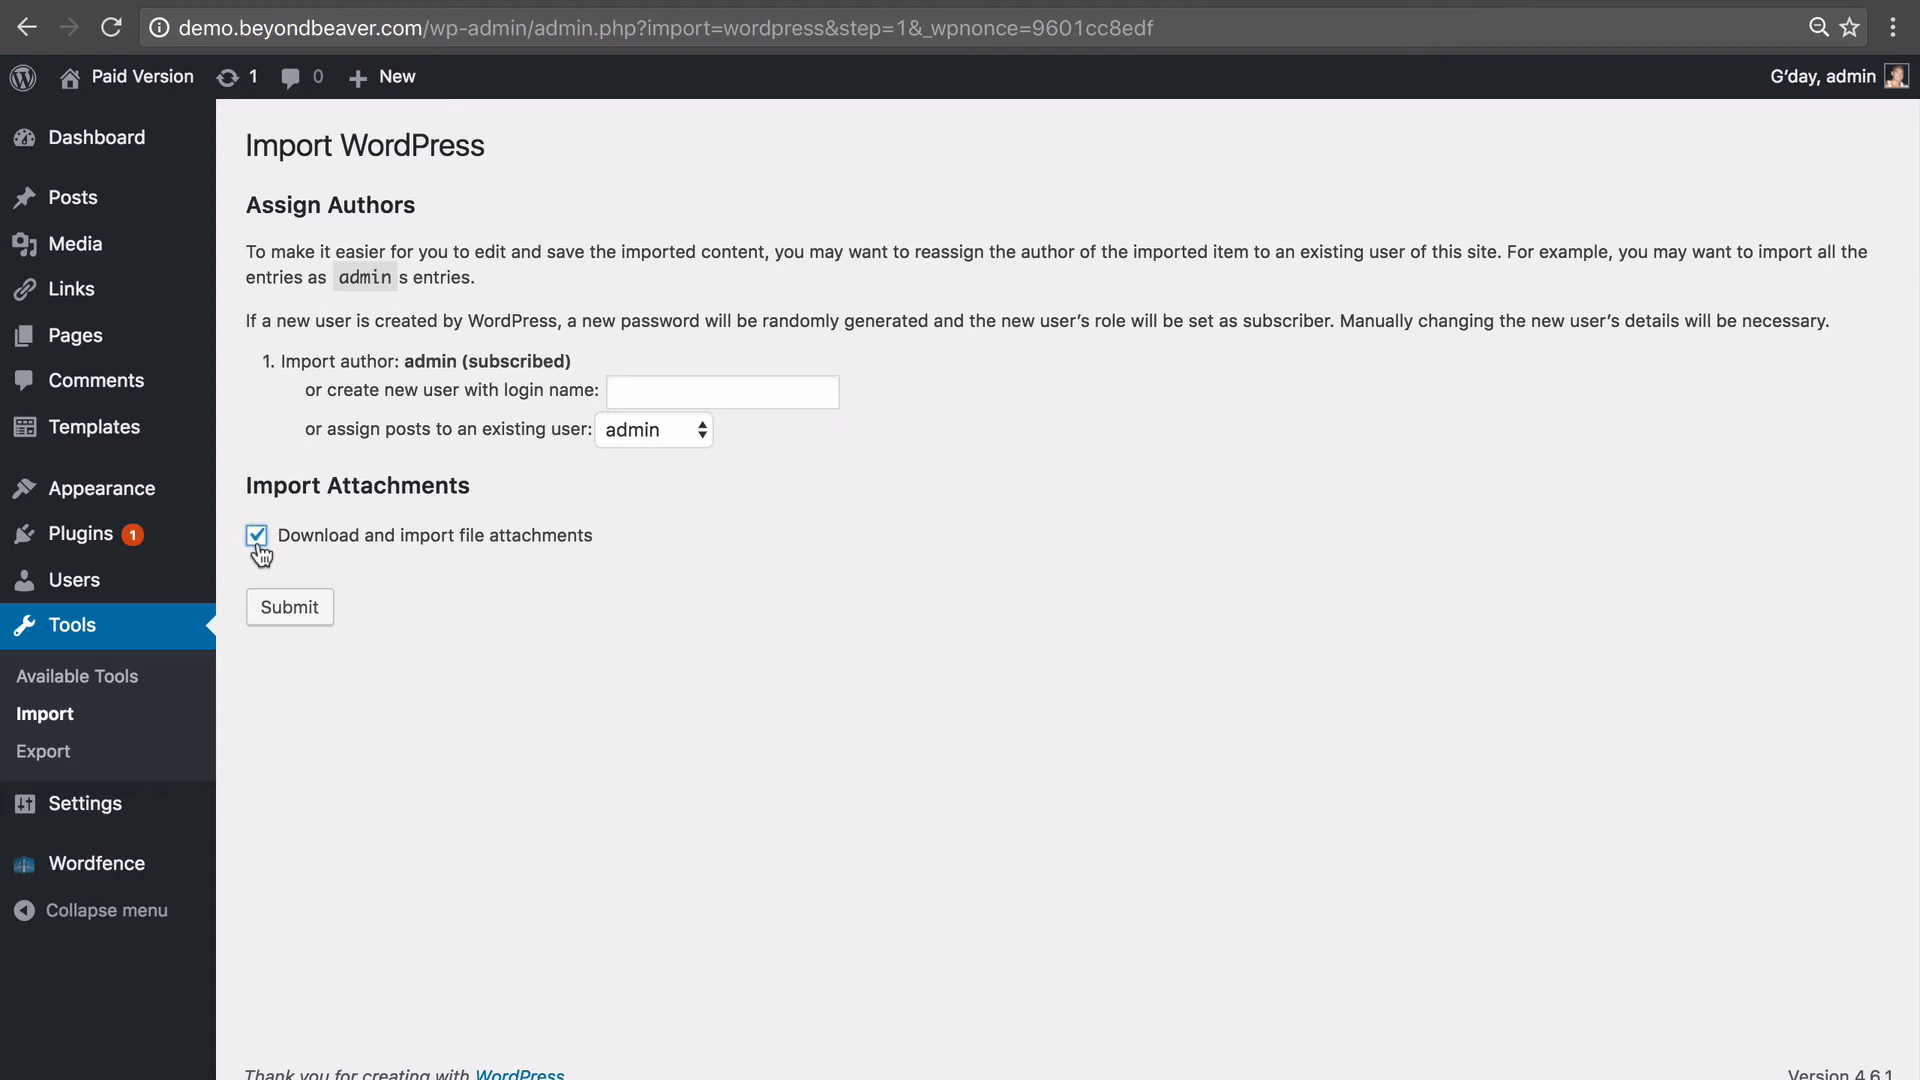 demo.beyondbeaver.com/wp-admin/admin.php?import=wordpress&step=1&_wpnonce=9601cc8edf
Paid Version 1 0 New G'day, admin
Dashboard
Posts
Media
Links
Pages
Comments
Templates
Appearance
Plugins 1
Users
Tools
Available Tools
Import
Export
Settings
Wordfence
Collapse menu
Import WordPress
Assign Authors
To make it easier for you to edit and save the imported content, you may want to reassign the author of the imported item to an existing user of this site. For example, you may want to import all the
entries as admin s entries.
If a new user is created by WordPress, a new password will be randomly generated and the new user’s role will be set as subscriber. Manually changing the new user’s details will be necessary.
1. Import author: admin (subscribed)
or create new user with login name:
or assign posts to an existing user: admin
Import Attachments
Download and import file attachments
Submit
Thank you for creating with WordPress
Version 4.6.1